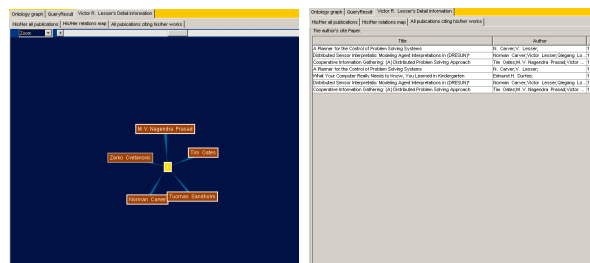 Ontology graph QueryResult Victor R. Lesser's Detail Information
His/Her all publications His/Her relations map All publications citing his/her works
Zoom
M.V. Nagendra Prasad
Tim Oates
Zarko Cvetanovic
Norman Carver
Tuomas Sandholm
Ontology graph QueryResult Victor R. Lesser's Detail Information
His/Her all publications His/Her relations map All publications citing his/her works
The author's cite Paper:
Title Author
A Planner for the Control of Problem Solving Systems N. Carver;V. Lesser;
Distributed Sensor Interpretatio: Modeling Agent Interpretations in (DRESUN)* Norman Carver;Victor Lesser;Qiegang Lo...
Cooperative Information Gathering: (A) Distributed Problem Solving Approach Tim Oates;M. V. Nagendra Prasad;Victor ...
A Planner for the Control of Problem Solving Systems N. Carver;V. Lesser;
What Your Computer Really Needs to Know, You Learned in Kindergarten Edmund H. Durfee;
Distributed Sensor Interpretatio: Modeling Agent Interpretations in (DRESUN)* Norman Carver;Victor Lesser;Qiegang Lo...
Cooperative Information Gathering: (A) Distributed Problem Solving Approach Tim Oates;M. V. Nagendra Prasad;Victor ...